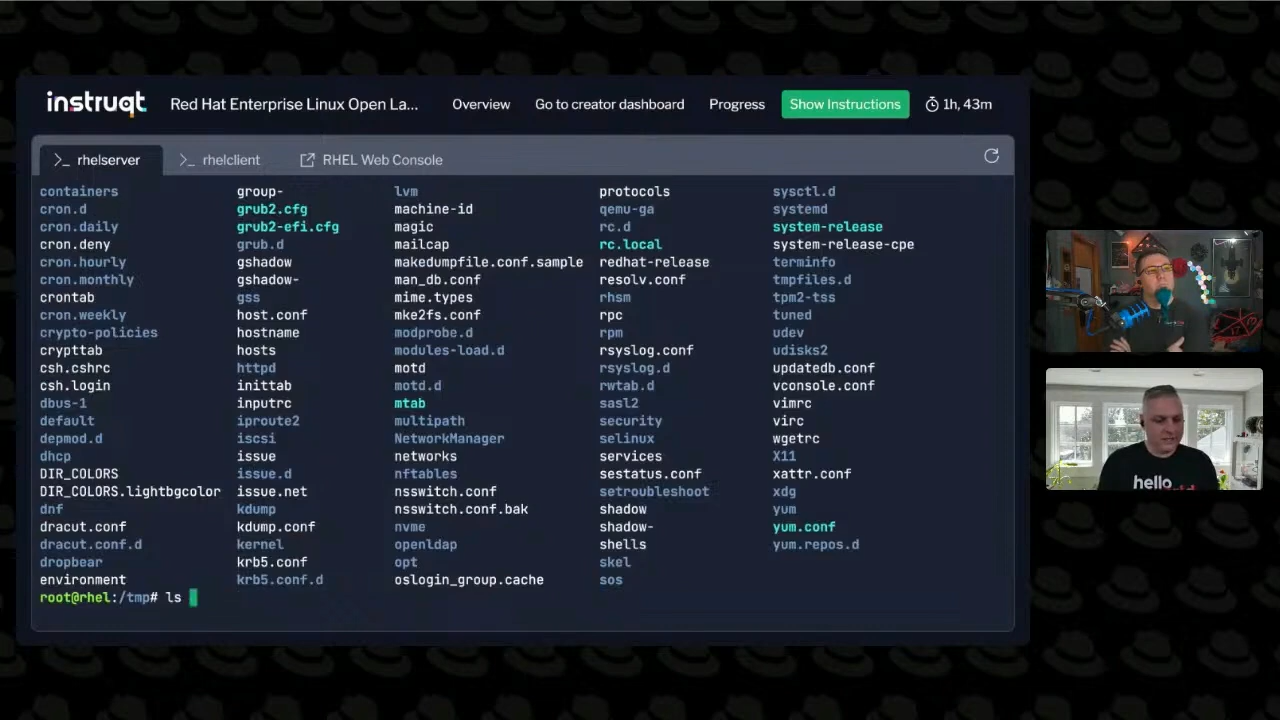 instruqt Red Hat Enterprise Linux Open La... Overview Go to creator dashboard Progress Show Instructions 1h, 43m
>_ rhelserver >_ rhelclient RHEL Web Console
containers group- lvm protocols sysctl.d
cron.d grub2.cfg machine-id qemu-ga systemd
cron.daily grub2-efi.cfg magic rc.d system-release
cron.deny grub.d mailcap rc.local system-release-cpe
cron.hourly gshadow makedumpfile.conf.sample redhat-release terminfo
cron.monthly gshadow- man_db.conf resolv.conf tmpfiles.d
crontab gss mime.types rhsm tpm2-tss
cron.weekly host.conf mke2fs.conf rpc tuned
crypto-policies hostname modprobe.d rpm udev
crypttab hosts modules-load.d rsyslog.conf udisks2
csh.cshrc httpd motd rsyslog.d updatedb.conf
csh.login inittab motd.d rwtab.d vconsole.conf
dbus-1 inputrc mtab sasl2 vimrc
default iproute2 multipath security virc
depmod.d iscsi NetworkManager selinux wgetrc
dhcp issue networks services X11
DIR_COLORS issue.d nftables sestatus.conf xattr.conf
DIR_COLORS.lightbgcolor issue.net nsswitch.conf setroubleshoot xdg
dnf kdump nsswitch.conf.bak shadow yum
dracut.conf kdump.conf nvme shadow- yum.conf
dracut.conf.d kernel openldap shells yum.repos.d
dropbear krb5.conf opt skel
environment krb5.conf.d oslogin_group.cache sos
root@rhel:/tmp# ls
hello